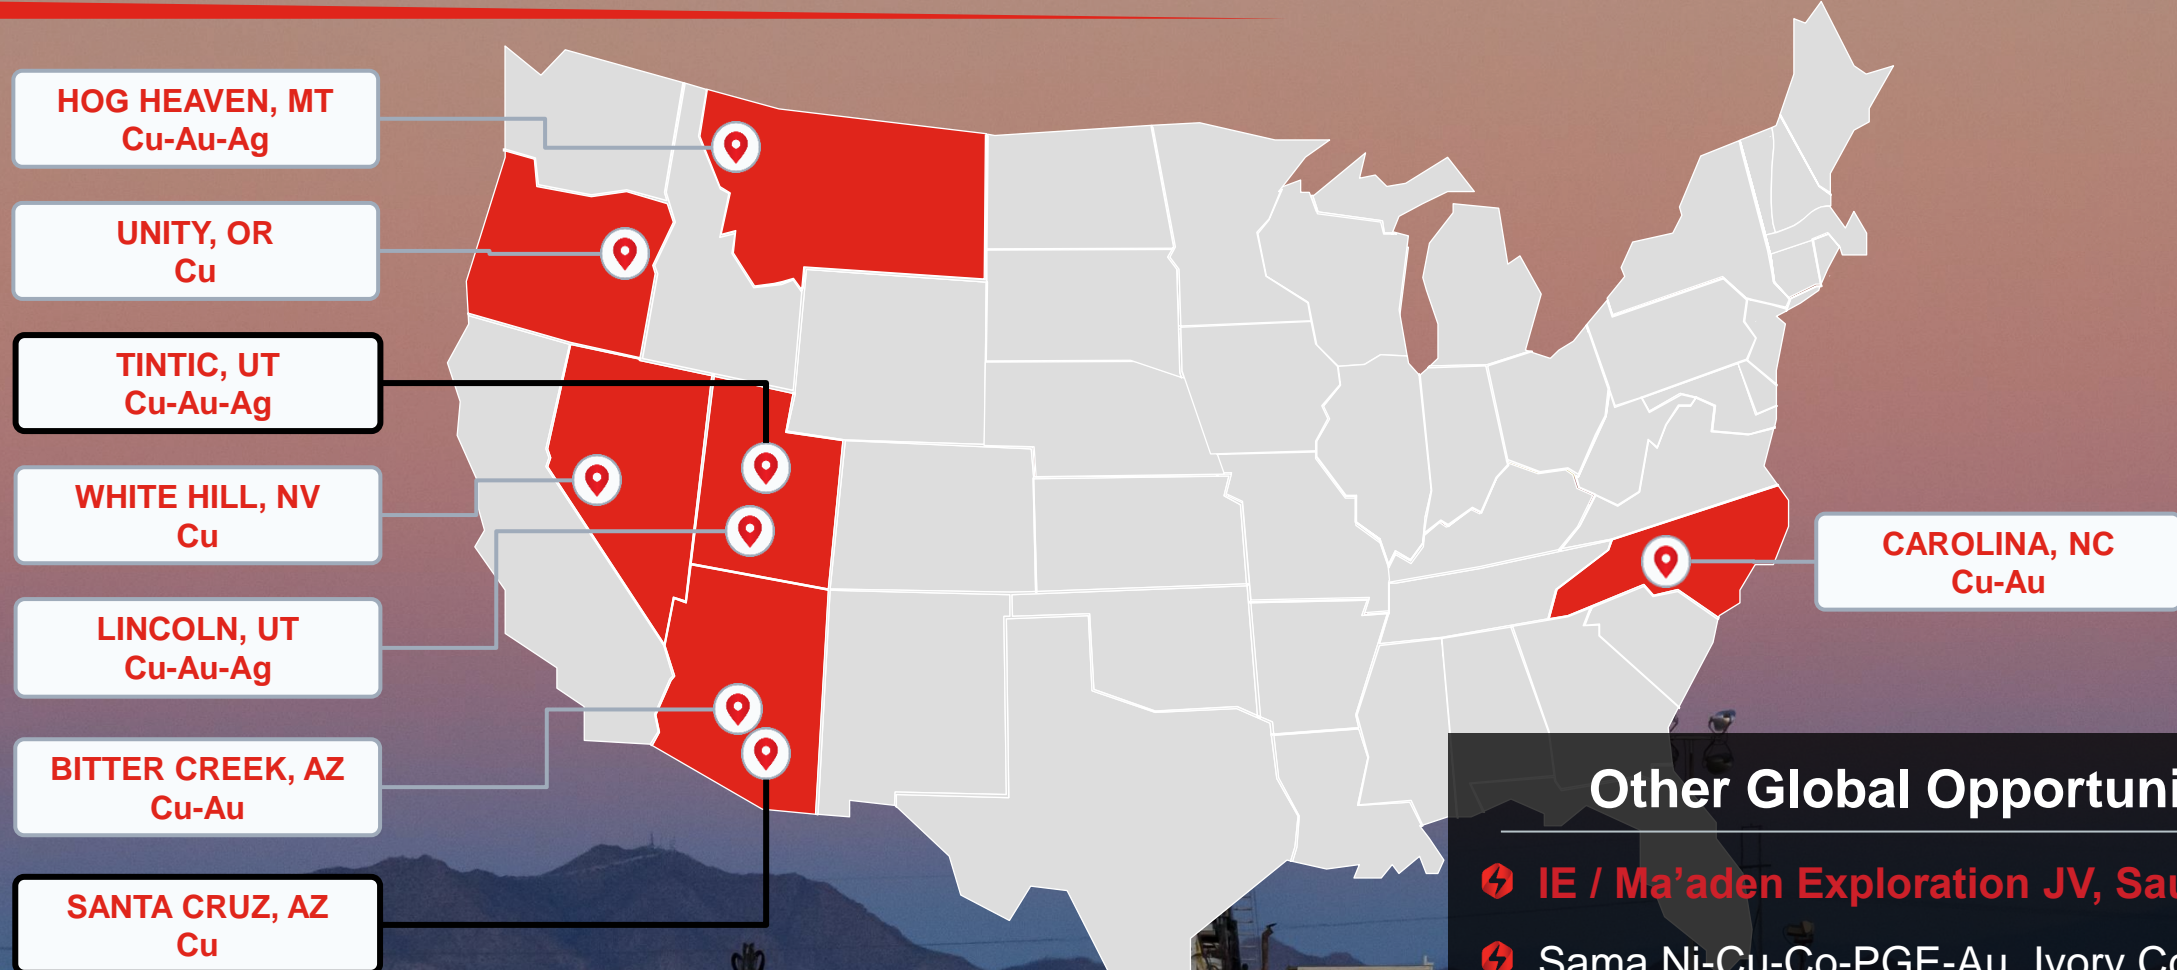 HOG HEAVEN, MT
Cu-Au-Ag
UNITY, OR
Cu
TINTIC, UT
Cu-Au-Ag
WHITE HILL, NV
Cu
LINCOLN, UT
Cu-Au-Ag
BITTER CREEK, AZ
Cu-Au
SANTA CRUZ, AZ
Cu
CAROLINA, NC
Cu-Au
Other Global Opportuni
IE / Ma’aden Exploration JV, Sau
Sama Ni-Cu-Co-PGE-Au, Ivory Co